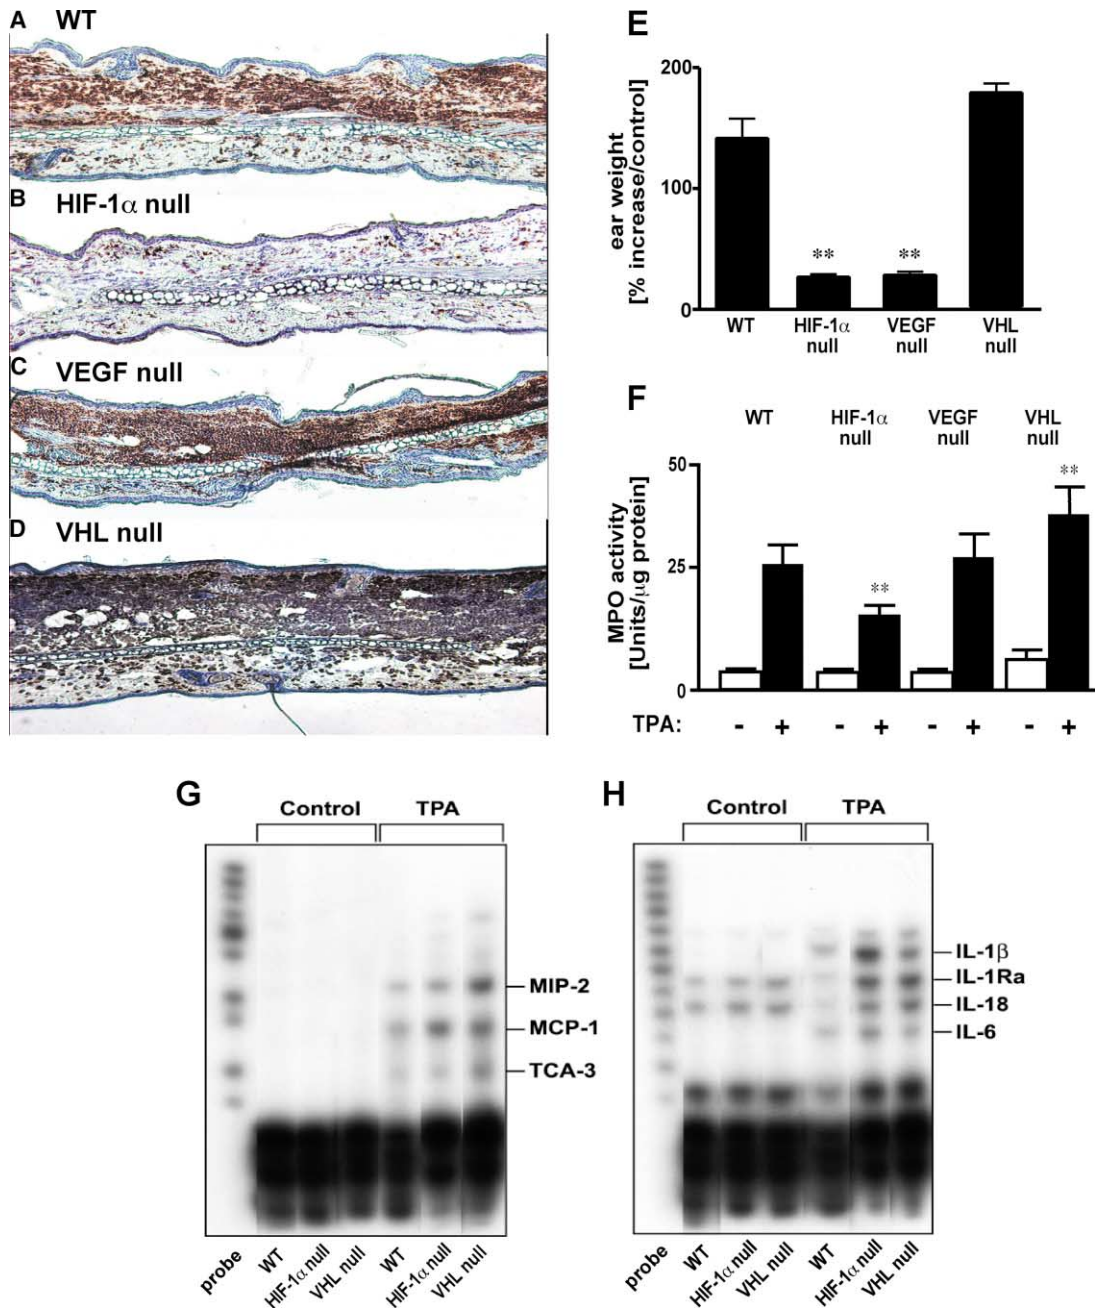 A WT
B HIF-1α null
C VEGF null
D VHL null
E
200
100
0
ear weight
[% increase/control]
** **
WT HIF-1α null VEGF null VHL null
F
WT HIF-1α null VEGF null VHL null
50
25
0
MPO activity
[Units/µg protein]
** **
TPA: - + - + - + - +
G
Control TPA
MIP-2
MCP-1
TCA-3
probe WT HIF-1α null VHL null WT HIF-1α null VHL null
H
Control TPA
IL-1β
IL-1Ra
IL-18
IL-6
probe WT HIF-1α null VHL null WT HIF-1α null VHL null